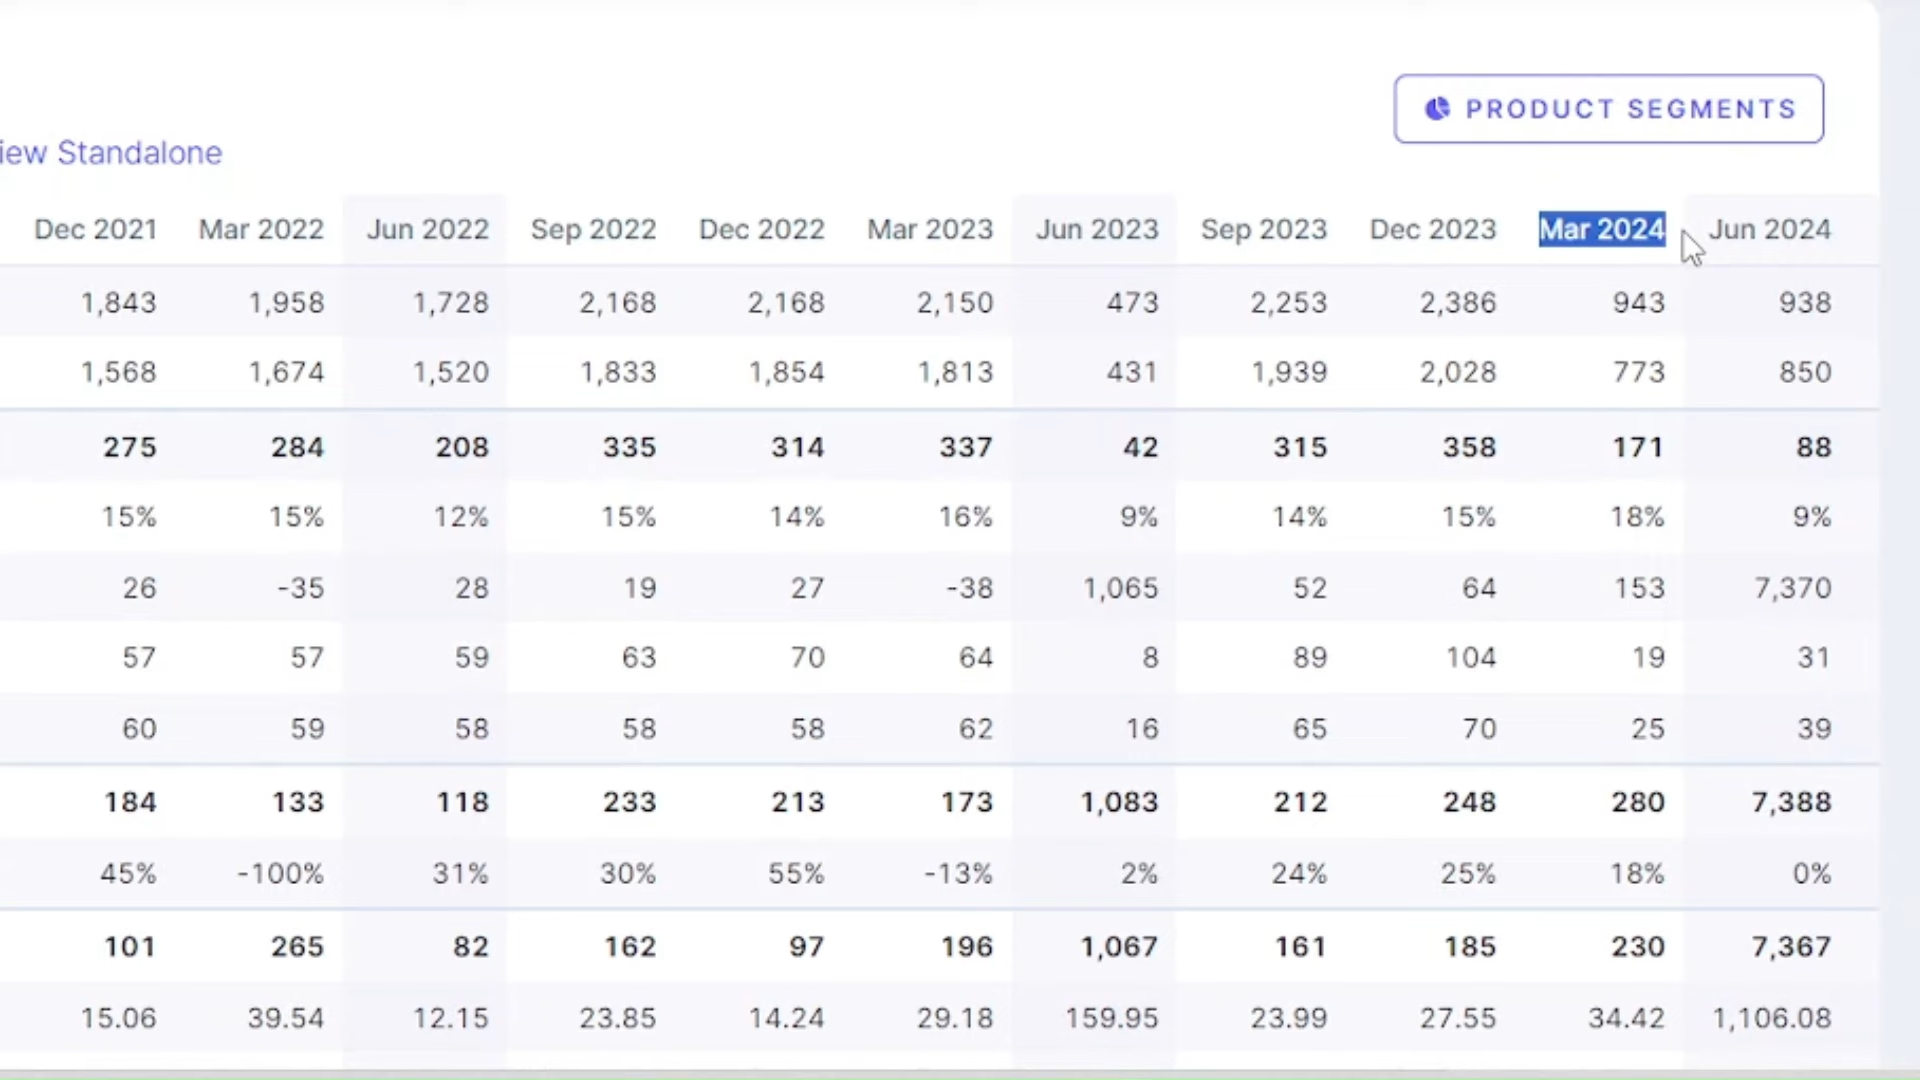 PRODUCT SEGMENTS
iew Standalone
Dec 2021 Mar 2022 Jun 2022 Sep 2022 Dec 2022 Mar 2023 Jun 2023 Sep 2023 Dec 2023 Mar 2024 Jun 2024
1,843 1,958 1,728 2,168 2,168 2,150 473 2,253 2,386 943 938
1,568 1,674 1,520 1,833 1,854 1,813 431 1,939 2,028 773 850
275 284 208 335 314 337 42 315 358 171 88
15% 15% 12% 15% 14% 16% 9% 14% 15% 18% 9%
26 -35 28 19 27 -38 1,065 52 64 153 7,370
57 57 59 63 70 64 8 89 104 19 31
60 59 58 58 58 62 16 65 70 25 39
184 133 118 233 213 173 1,083 212 248 280 7,388
45% -100% 31% 30% 55% -13% 2% 24% 25% 18% 0%
101 265 82 162 97 196 1,067 161 185 230 7,367
15.06 39.54 12.15 23.85 14.24 29.18 159.95 23.99 27.55 34.42 1,106.08